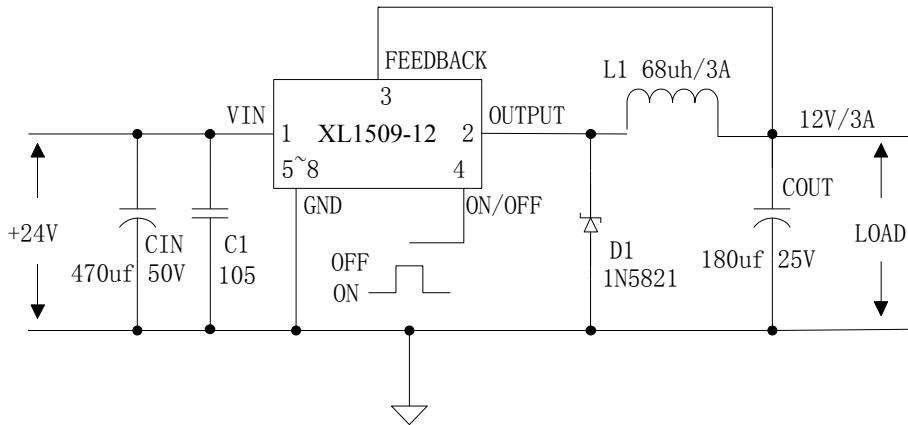 FEEDBACK
L1 68uh/3A
3
VIN
OUTPUT
12V/3A
1 XL1509-12 2
5~8 4
COUT
GND
ON/OFF
+24V
CIN
C1
OFF
D1
LOAD
470uf 50V
105
ON
1N5821
180uf 25V